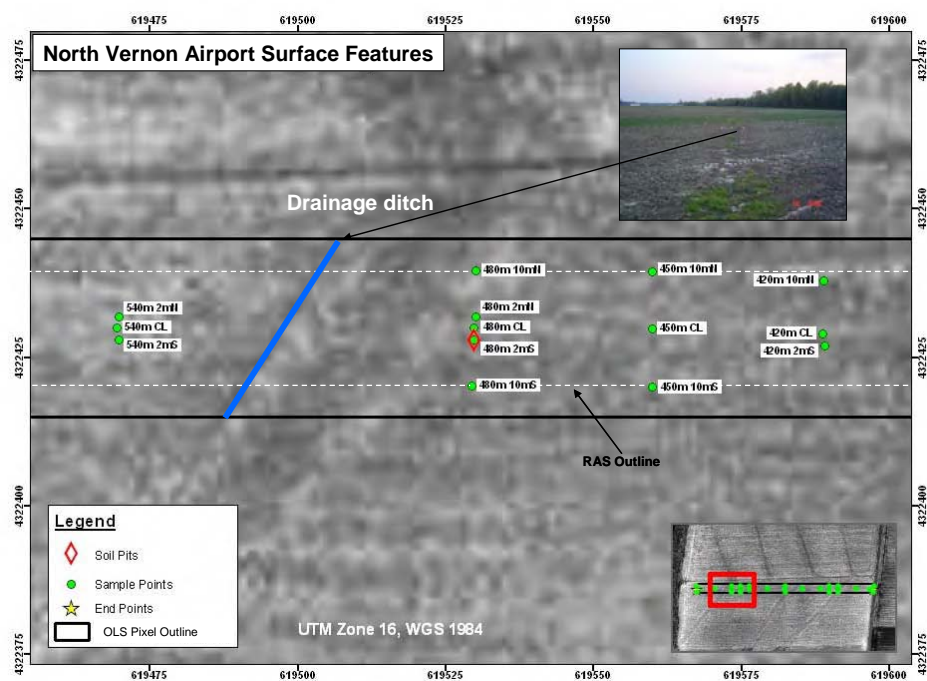 619475 619500 619525 619550 619575 619600
North Vernon Airport Surface Features
4322475 4322475
4322450 4322450
Drainage ditch
480m 10mN
450m 10mN
420m 10mN
540m 2mN
540m CL
540m 2mS
480m 2mN
480m CL
480m 2mS
450m CL
420m CL
420m 2mS
4322425 4322425
480m 10mS
450m 10mS
RAS Outline
4322400 4322400
Legend
Soil Pits
Sample Points
End Points
OLS Pixel Outline
UTM Zone 16, WGS 1984
4322375 4322375
619475 619500 619525 619550 619575 619600